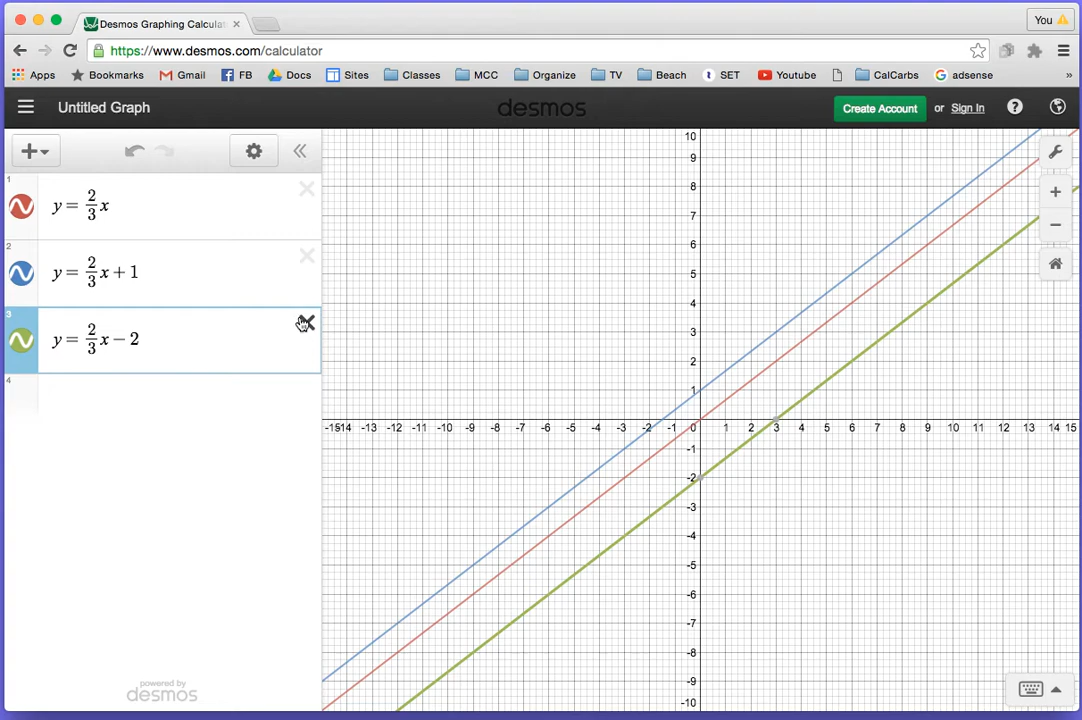 Desmos Graphing Calcula
You
https://www.desmos.com/calculator
Apps Bookmarks Gmail FB Docs Sites Classes MCC Organize TV Beach SET Youtube CalCarbs adsense »
Untitled Graph
desmos
Create Account or Sign In ?
1
y = 2/3 x
2
y = 2/3 x + 1
3
y = 2/3 x − 2
4
10
9
8
7
6
5
4
3
2
1
-15 -14 -13 -12 -11 -10 -9 -8 -7 -6 -5 -4 -3 -2 -1 0 1 2 3 4 5 6 7 8 9 10 11 12 13 14 15
-1
-2
-3
-4
-5
-6
-7
-8
-9
-10
powered by
desmos